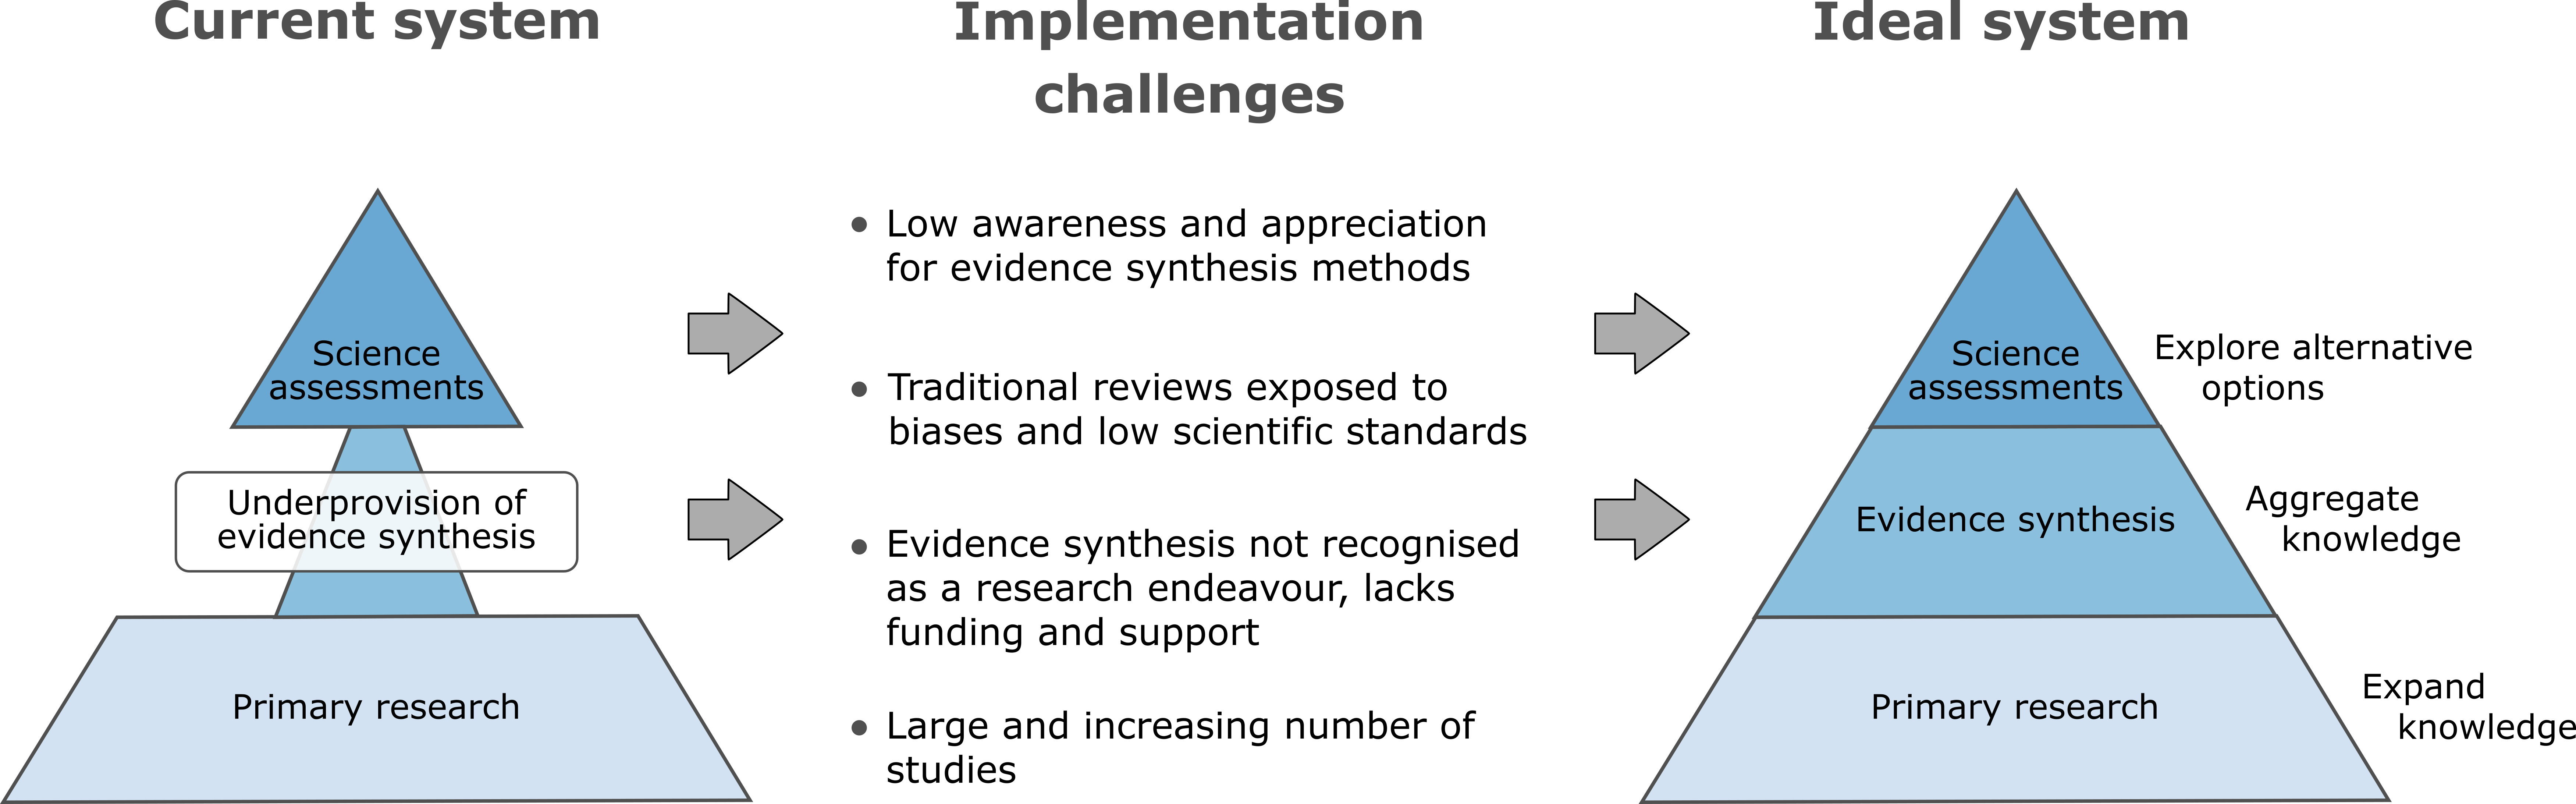 Current system
Science
assessments
Underprovision of
evidence synthesis
Primary research
Implementation
challenges
• Low awareness and appreciation
for evidence synthesis methods
• Traditional reviews exposed to
biases and low scientific standards
• Evidence synthesis not recognised
as a research endeavour, lacks
funding and support
• Large and increasing number of
studies
Ideal system
Science
assessments
Explore alternative
options
Evidence synthesis
Aggregate
knowledge
Primary research
Expand
knowledge